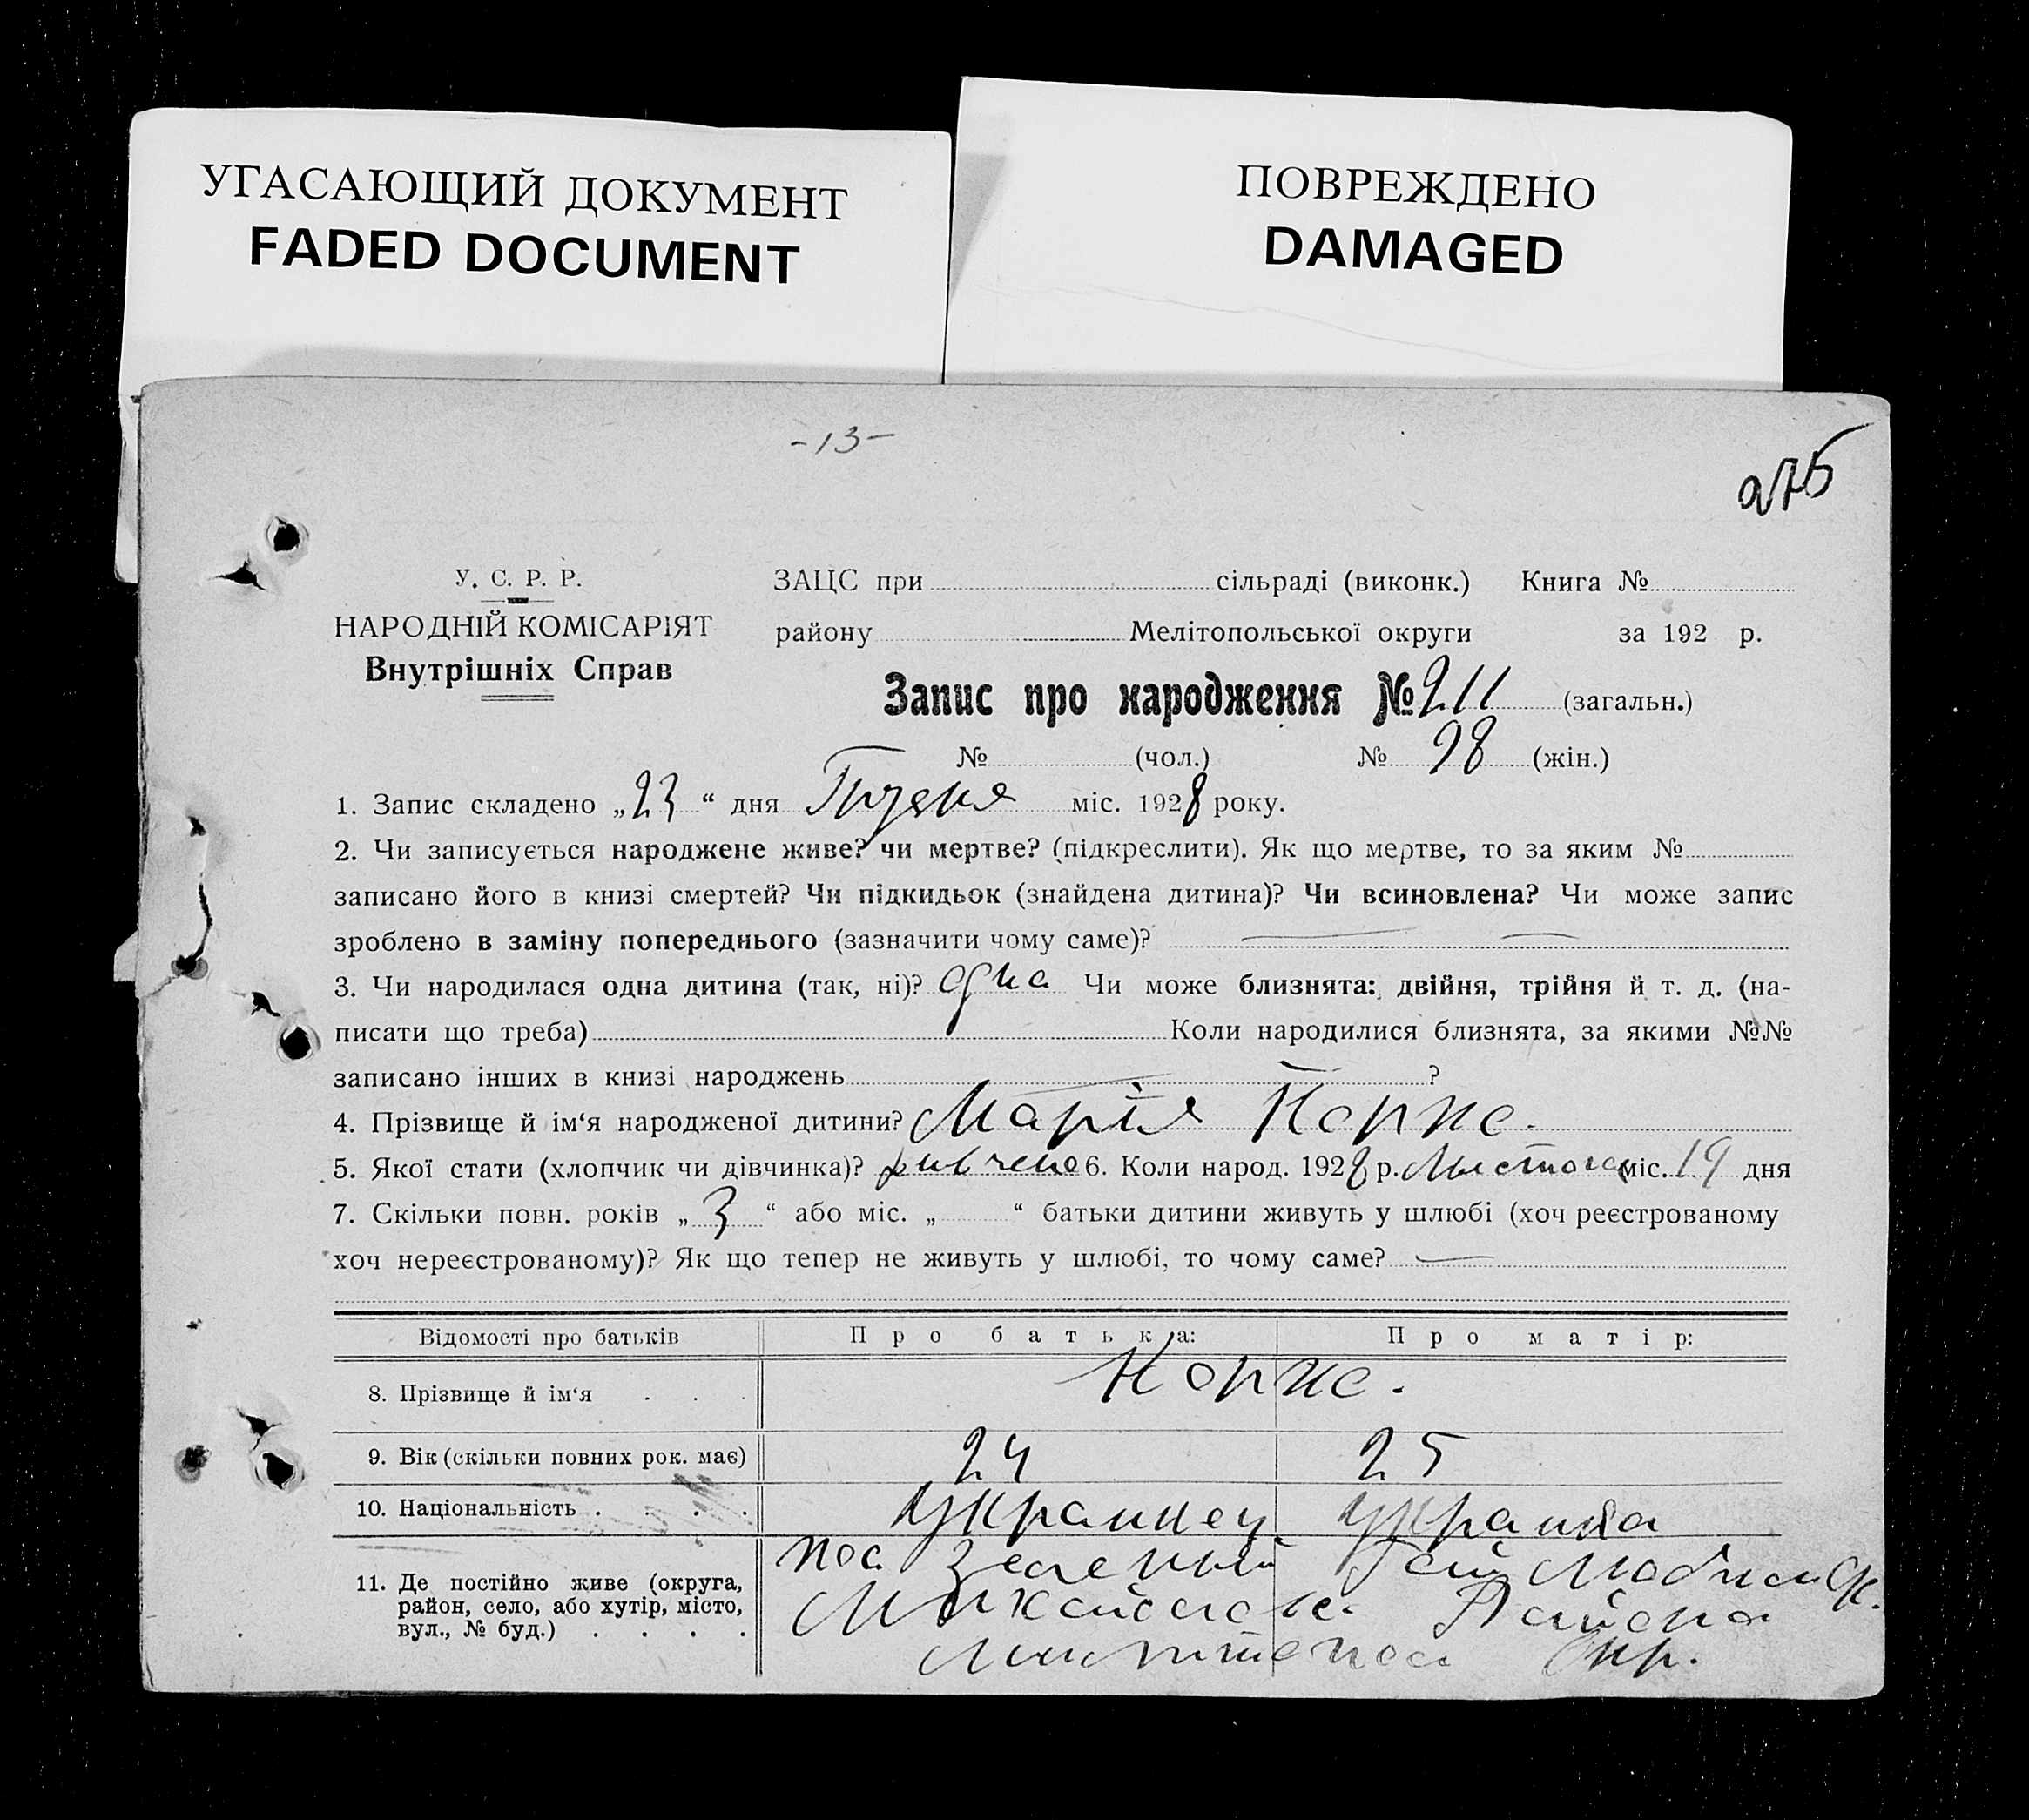 УГАСАЮЩИЙ ДОКУМЕНТ
FADED DOCUMENT
ПОВРЕЖДЕНО
DAMAGED
-13-
275
У. С. Р. Р.
НАРОДНІЙ КОМІСАРІЯТ
Внутрішніх Справ
ЗАЦС при сільраді (виконк.) Книга №
району Мелітопольської округи за 192 р.
Запис про народження № 211 (загальн.)
№ (чол.) № 98 (жін.)
1. Запис складено „23“ дня Грудня міс. 1928 року.
2. Чи записується народжене живе? чи мертве? (підкреслити). Як що мертве, то за яким №
записано його в книзі смертей? Чи підкидьок (знайдена дитина)? Чи всиновлена? Чи може запис
зроблено в заміну попереднього (зазначити чому саме)? — —
3. Чи народилася одна дитина (так, ні)? одна Чи може близнята: двійня, трійня й т. д. (на-
писати що треба) Коли народилися близнята, за якими №№
записано інших в книзі народжень ?
4. Прізвище й ім‘я народженої дитини? Марія
5. Якої стати (хлопчик чи дівчинка)? 6. Коли народ. 1928 р. міс. 19 дня
7. Скільки повн. років „3“ або міс. „ “ батьки дитини живуть у шлюбі (хоч реєстрованому
хоч нереєстрованому)? Як що тепер не живуть у шлюбі, то чому саме? —
Відомості про батьків Про батька: Про матір:
8. Прізвище й ім‘я . . .
9. Вік (скільки повних рок. має) 24 25
10. Національність . . . . Украинец
11. Де постійно живе (округа, пос Зеленый Гай
район, село, або хутір, місто, Района
вул., № буд.) . . . . Окр.